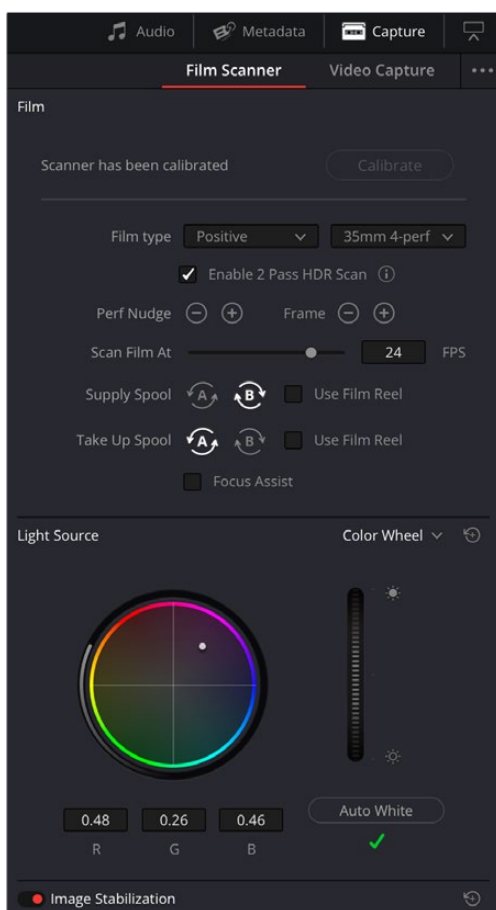 Audio Metadata Capture
Film Scanner Video Capture
Film
Scanner has been calibrated Calibrate
Film type Positive 35mm 4-perf
Enable 2 Pass HDR Scan
Perf Nudge Frame
Scan Film At 24 FPS
Supply Spool A B Use Film Reel
Take Up Spool A B Use Film Reel
Focus Assist
Light Source Color Wheel
Auto White
0.48 0.26 0.46
R G B
Image Stabilization